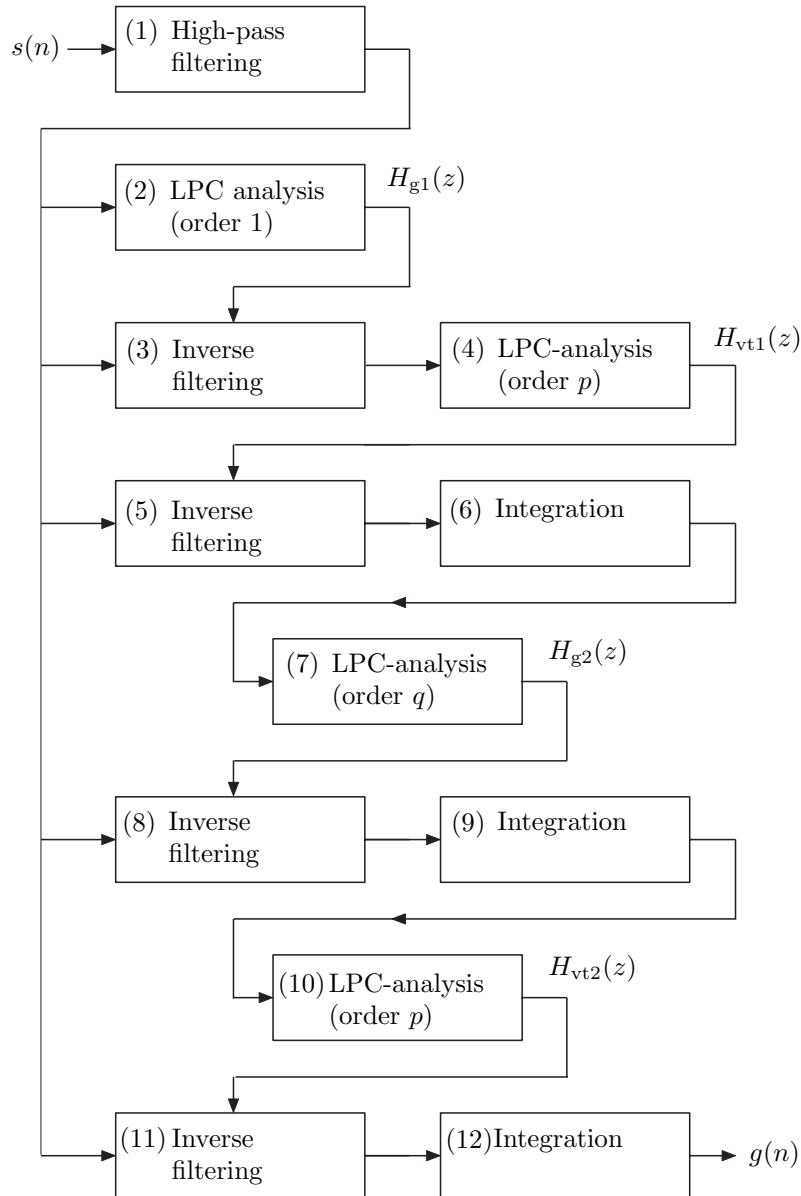 s(n)
(1) High-pass
filtering
(2) LPC analysis
(order 1)
H_g1(z)
(3) Inverse
filtering
(4) LPC-analysis
(order p)
H_vt1(z)
(5) Inverse
filtering
(6) Integration
(7) LPC-analysis
(order q)
H_g2(z)
(8) Inverse
filtering
(9) Integration
(10) LPC-analysis
(order p)
H_vt2(z)
(11) Inverse
filtering
(12) Integration
g(n)